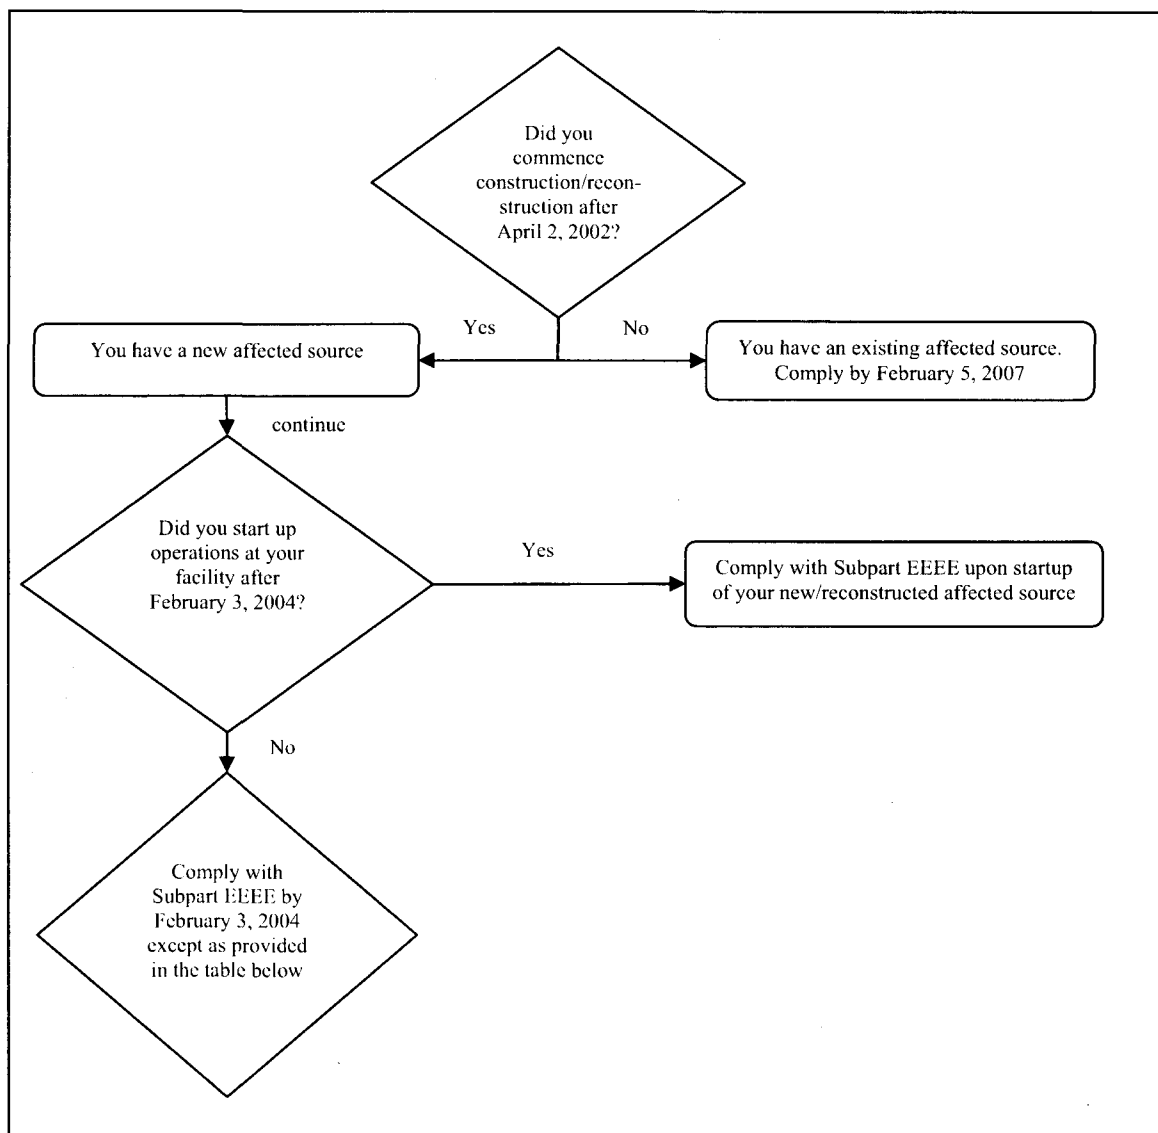 Did you
commence
construction/recon-
struction after
April 2, 2002?
Yes
No
You have a new affected source
You have an existing affected source.
Comply by February 5, 2007
continue
Did you start up
operations at your
facility after
February 3, 2004?
Yes
Comply with Subpart EEEE upon startup
of your new/reconstructed affected source
No
Comply with
Subpart EEEE by
February 3, 2004
except as provided
in the table below